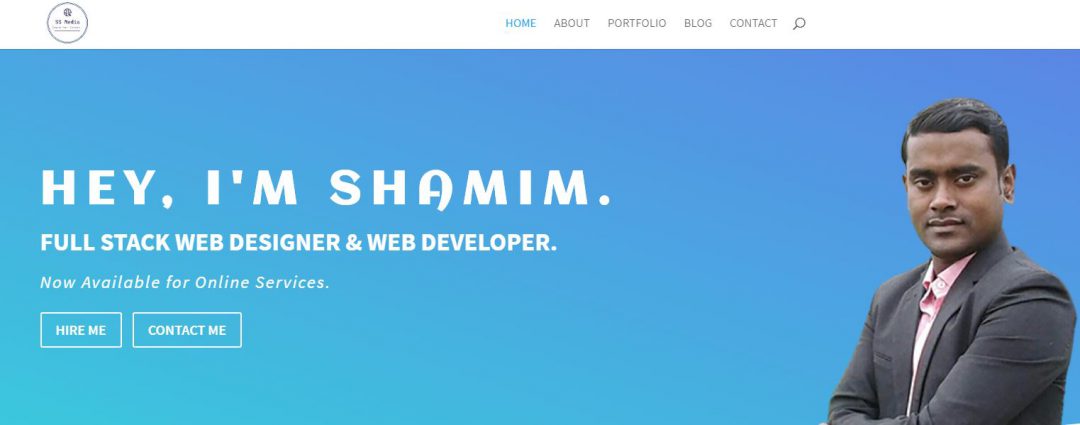 SS Media
HOME ABOUT PORTFOLIO BLOG CONTACT
HEY, I'M SHAMIM.
FULL STACK WEB DESIGNER & WEB DEVELOPER.
Now Available for Online Services.
HIRE ME CONTACT ME